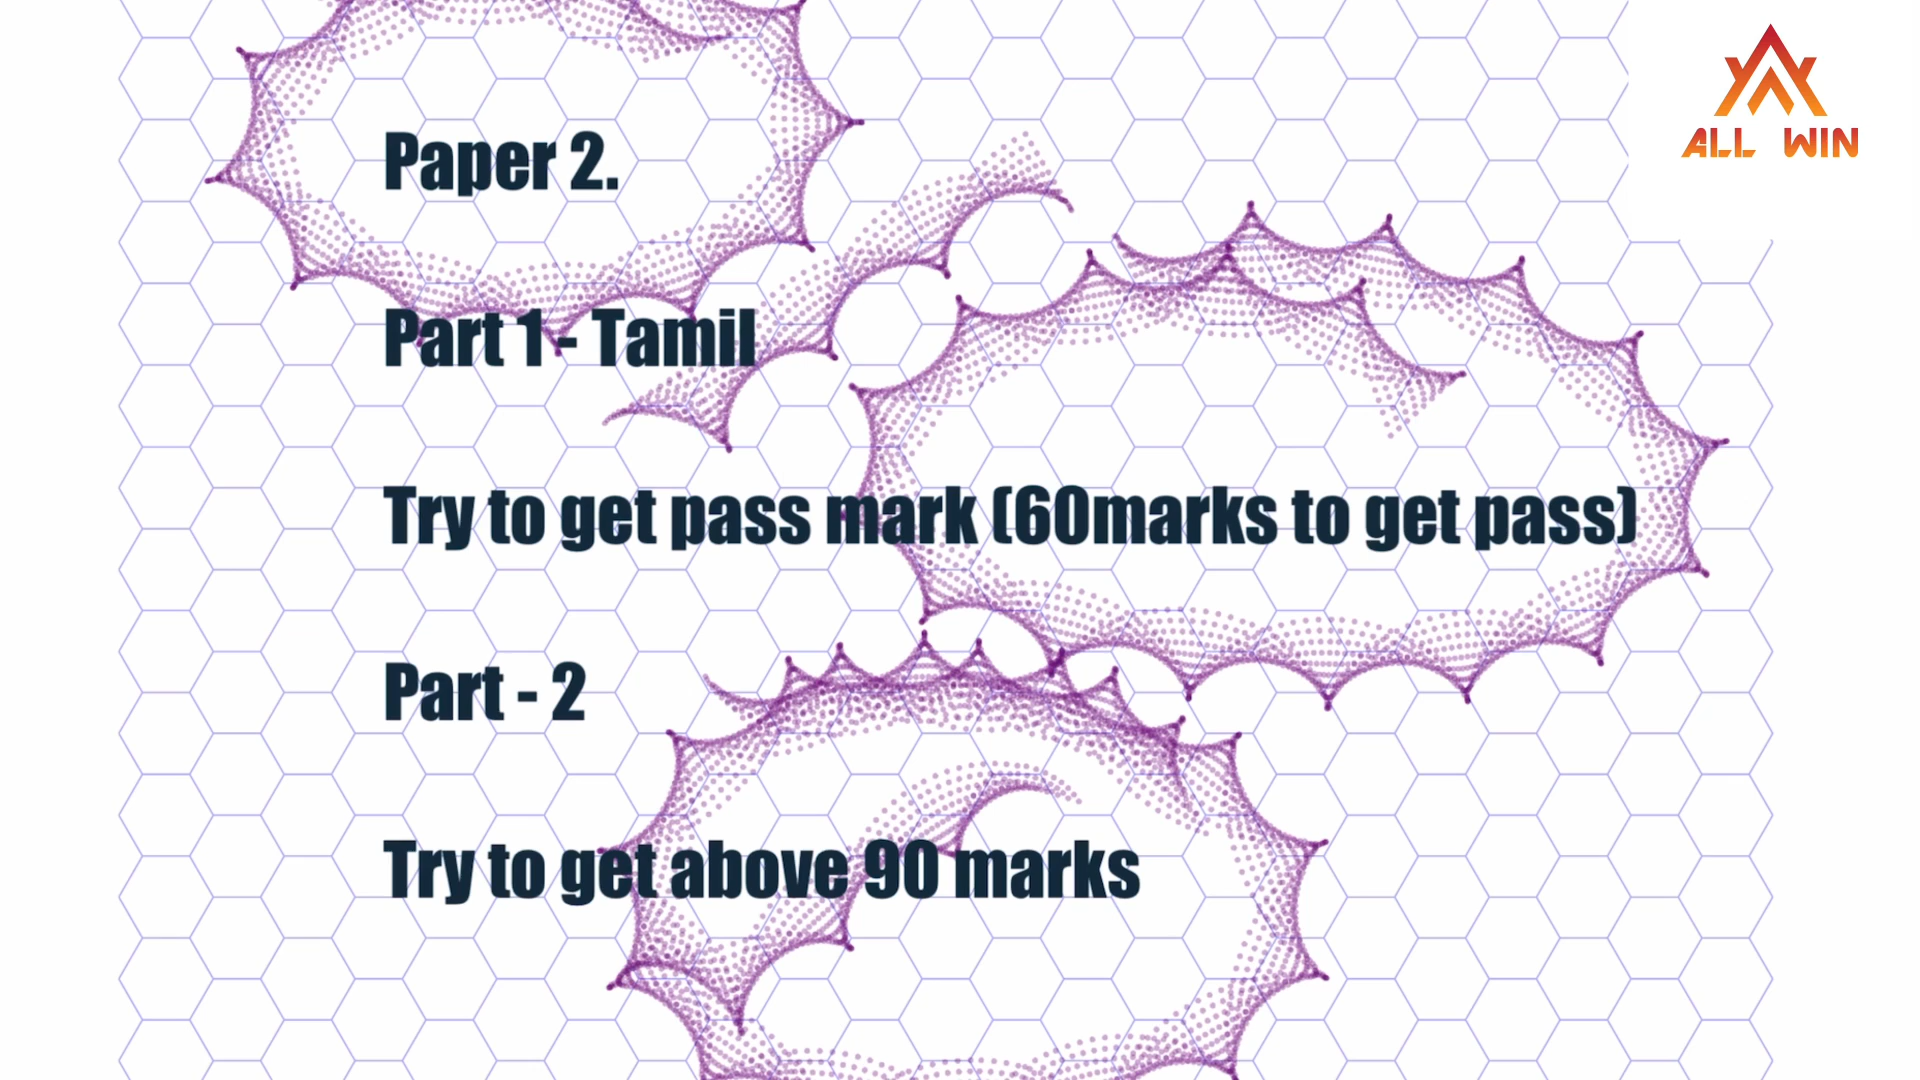 ALL WIN
Paper 2.
Part 1 - Tamil
Try to get pass mark (60marks to get pass)
Part - 2
Try to get above 90 marks